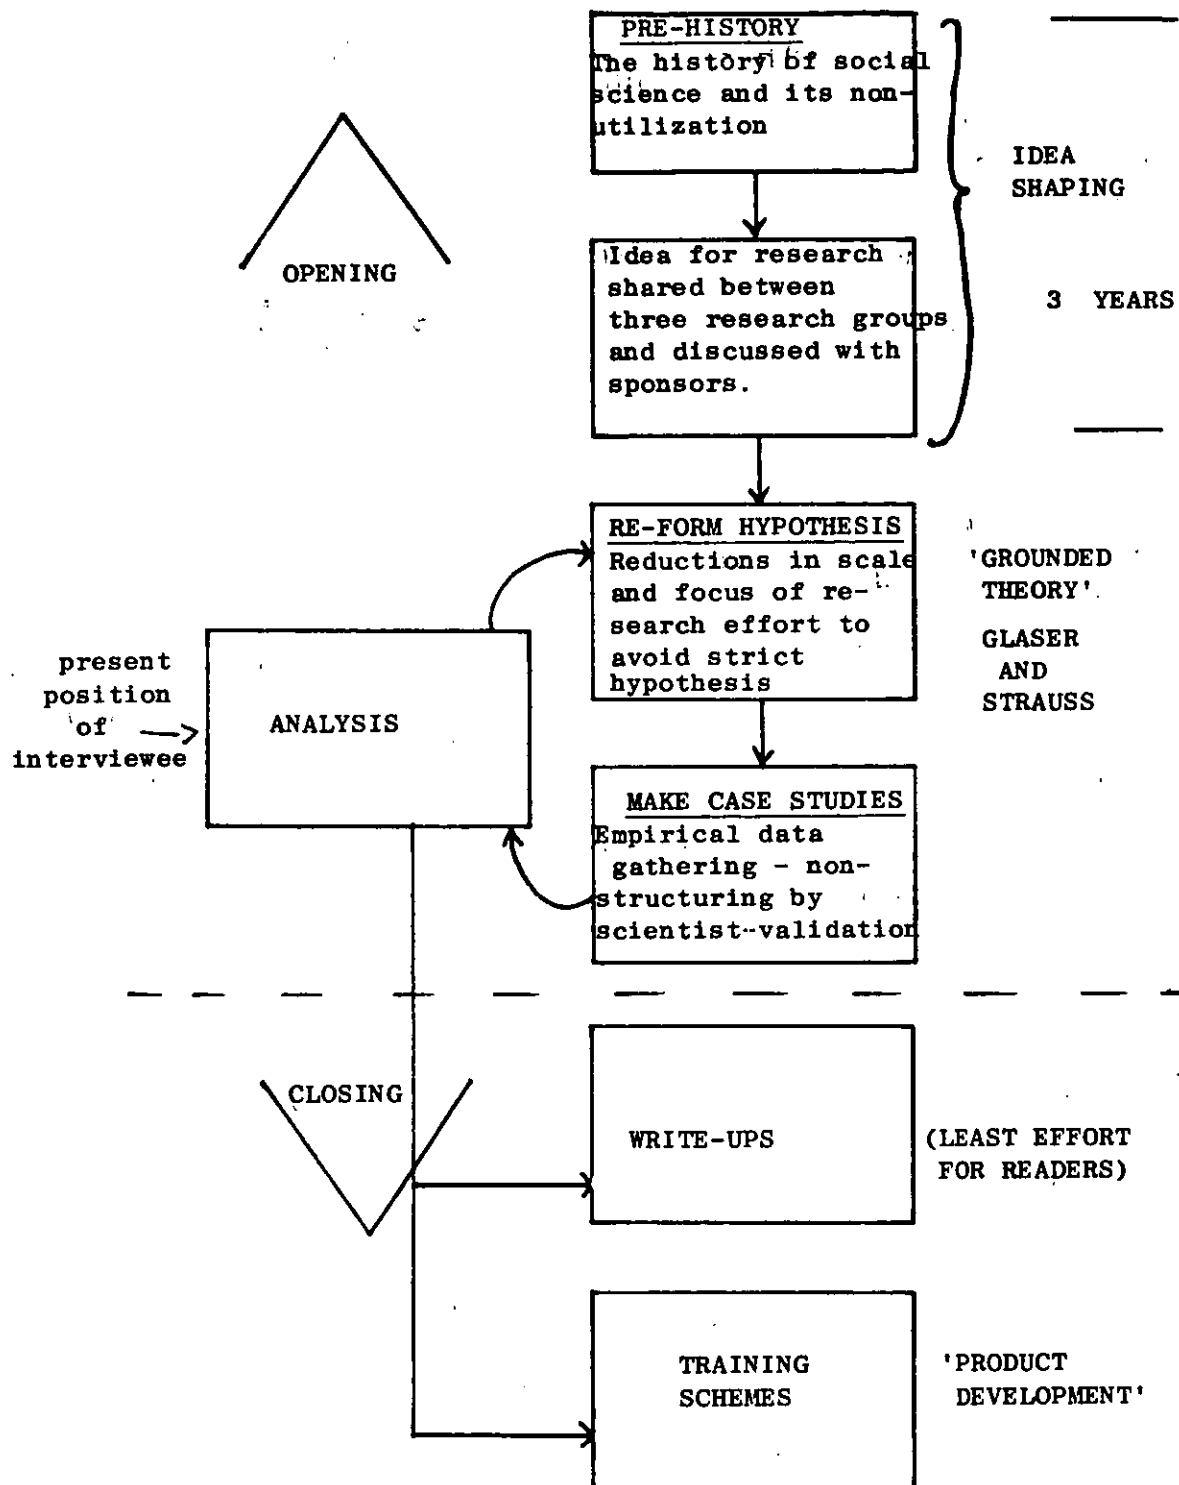 PRE-HISTORY
The history of social
science and its non-
utilization
IDEA
SHAPING
OPENING
Idea for research
shared between
three research groups
and discussed with
sponsors.
3 YEARS
RE-FORM HYPOTHESIS
Reductions in scale
and focus of re-
search effort to
avoid strict
hypothesis
'GROUNDED
THEORY'
GLASER
AND
STRAUSS
present
position
of
interviewee
ANALYSIS
MAKE CASE STUDIES
Empirical data
gathering - non-
structuring by
scientist-validation
CLOSING
WRITE-UPS
(LEAST EFFORT
FOR READERS)
TRAINING
SCHEMES
'PRODUCT
DEVELOPMENT'